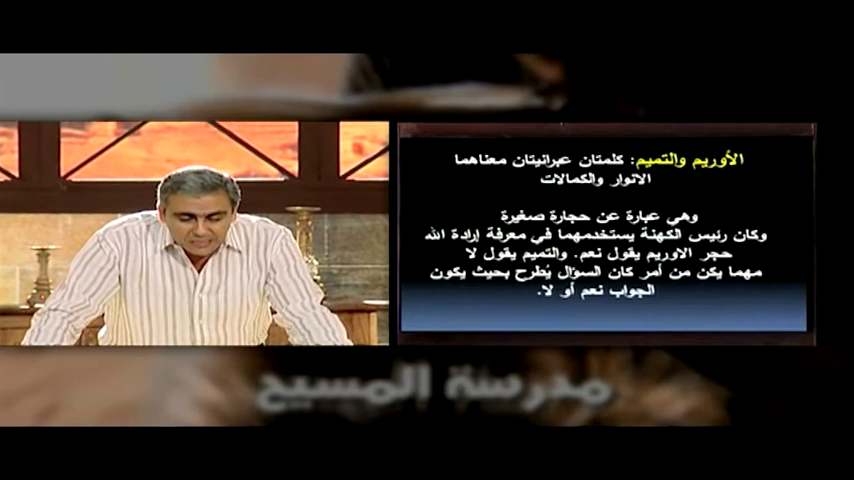 الأوريم والتميم: كلمتان عبرانيتان معناهما
الانوار والكمالات
وهي عبارة عن حجارة صغيرة
وكان رئيس الكهنة يستخدمهما في معرفة إرادة الله
حجر الاوريم يقول نعم. والتميم يقول لا
مهما يكن من أمر كان السؤال يُطرح بحيث يكون
الجواب نعم أو لا.
مدرسة المسيح